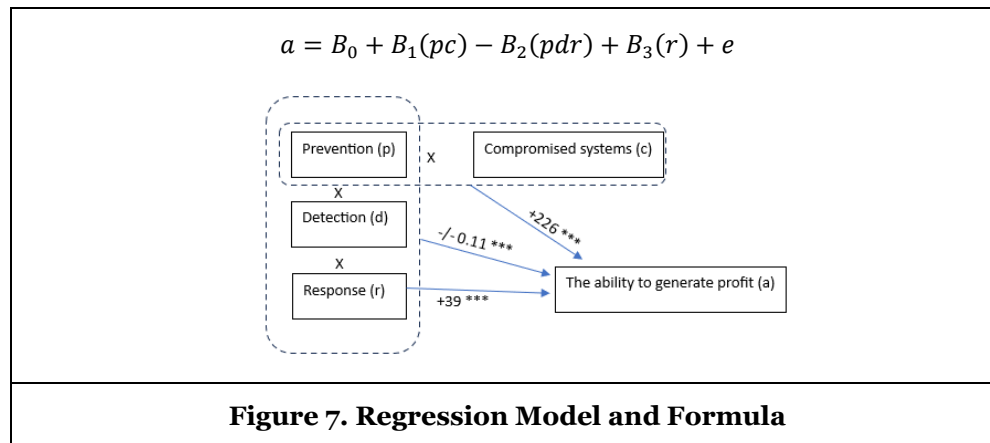 a = B₀ + B₁(pc) − B₂(pdr) + B₃(r) + e
Prevention (p)
X
Compromised systems (c)
X
Detection (d)
X
Response (r)
+226 ***
-/-0.11 ***
+39 ***
The ability to generate profit (a)
Figure 7. Regression Model and Formula